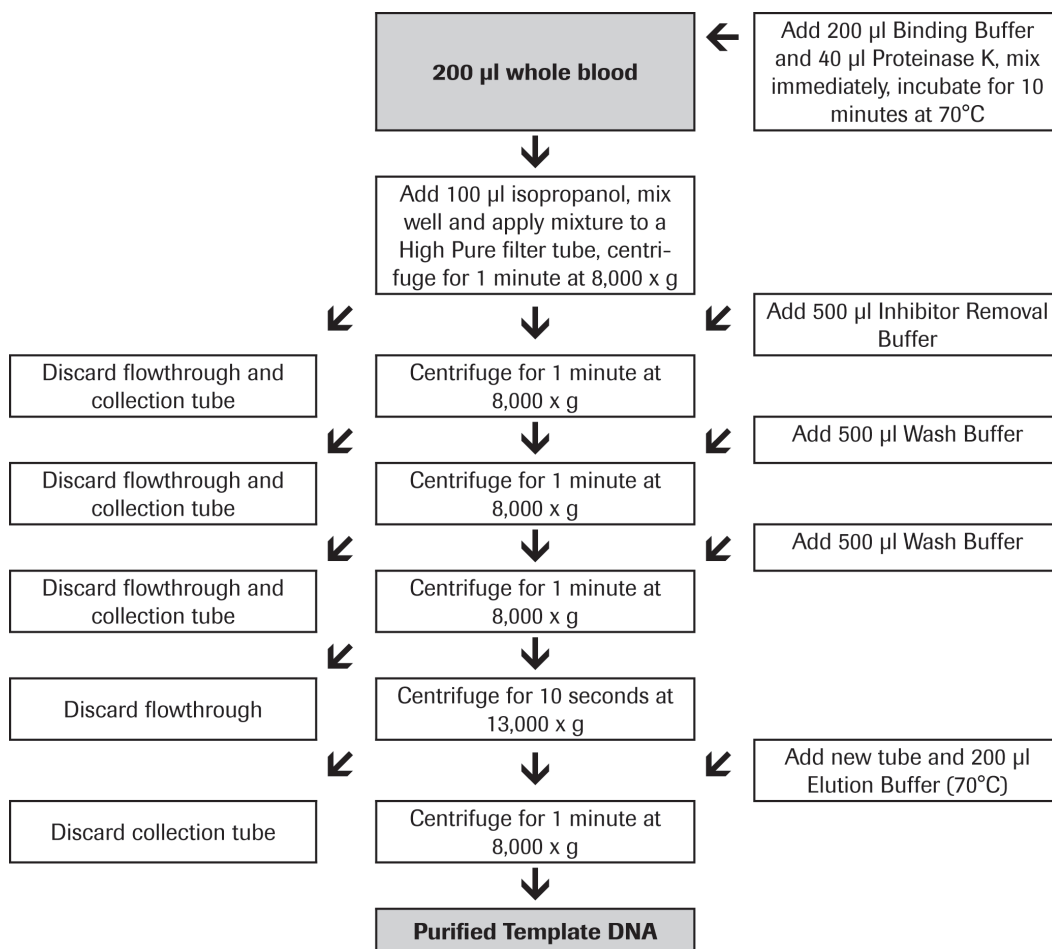 200 µl whole blood
Add 200 µl Binding Buffer
and 40 µl Proteinase K, mix
immediately, incubate for 10
minutes at 70°C
Add 100 µl isopropanol, mix
well and apply mixture to a
High Pure filter tube, centri-
fuge for 1 minute at 8,000 x g
Add 500 µl Inhibitor Removal
Buffer
Discard flowthrough and
collection tube
Centrifuge for 1 minute at
8,000 x g
Add 500 µl Wash Buffer
Discard flowthrough and
collection tube
Centrifuge for 1 minute at
8,000 x g
Add 500 µl Wash Buffer
Discard flowthrough and
collection tube
Centrifuge for 1 minute at
8,000 x g
Discard flowthrough
Centrifuge for 10 seconds at
13,000 x g
Add new tube and 200 µl
Elution Buffer (70°C)
Discard collection tube
Centrifuge for 1 minute at
8,000 x g
Purified Template DNA